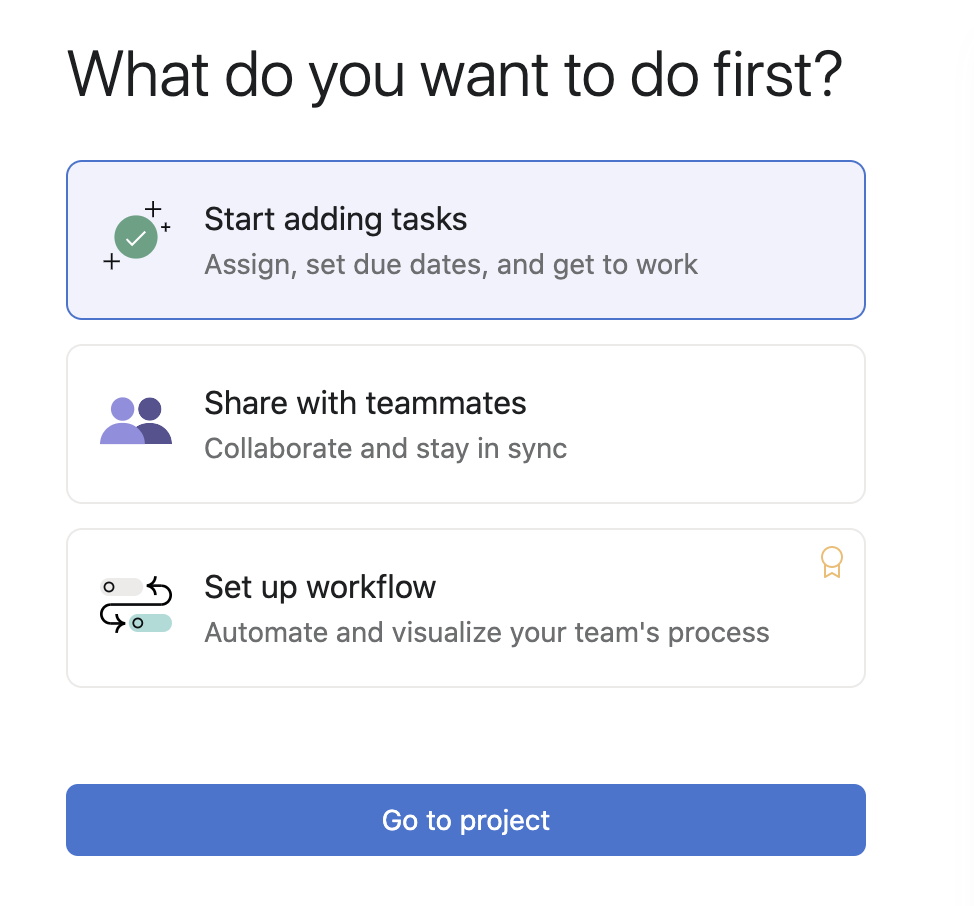 What do you want to do first?
Start adding tasks
Assign, set due dates, and get to work
Share with teammates
Collaborate and stay in sync
Set up workflow
Automate and visualize your team's process
Go to project